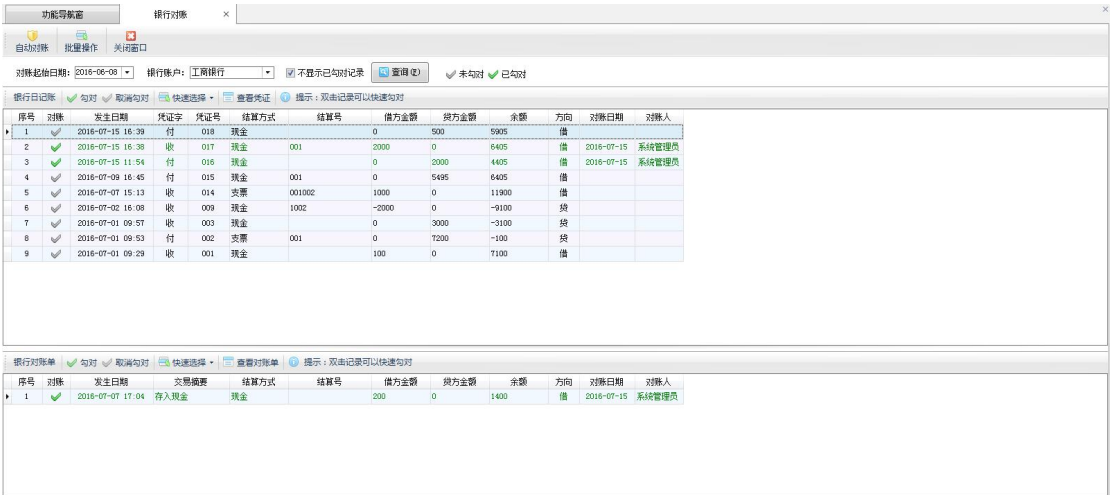 功能导航窗 银行对账 ×
自动对账 批量操作 关闭窗口
对账起始日期: 2016-06-08 银行账户: 工商银行 不显示已勾对记录 查询(F) 未勾对 已勾对
银行日记账 勾对 取消勾对 快速选择 查看凭证 提示：双击记录可以快速勾对
序号 对账 发生日期 凭证字 凭证号 结算方式 结算号 借方金额 贷方金额 余额 方向 对账日期 对账人
1 2016-07-15 16:39 付 018 现金 0 500 5905 借
2 2016-07-15 16:38 收 017 现金 001 2000 0 6405 借 2016-07-15 系统管理员
3 2016-07-15 11:54 付 016 现金 0 2000 4405 借 2016-07-15 系统管理员
4 2016-07-09 16:45 付 015 现金 001 0 5495 6405 借
5 2016-07-07 15:13 收 014 支票 001002 1000 0 11900 借
6 2016-07-02 16:08 收 009 现金 1002 -2000 0 -9100 贷
7 2016-07-01 09:57 收 003 现金 0 3000 -3100 贷
8 2016-07-01 09:53 付 002 支票 001 0 7200 -100 贷
9 2016-07-01 09:29 收 001 现金 100 0 7100 借
银行对账单 勾对 取消勾对 快速选择 查看对账单 提示：双击记录可以快速勾对
序号 对账 发生日期 交易摘要 结算方式 结算号 借方金额 贷方金额 余额 方向 对账日期 对账人
1 2016-07-07 17:04 存入现金 现金 200 0 1400 借 2016-07-15 系统管理员